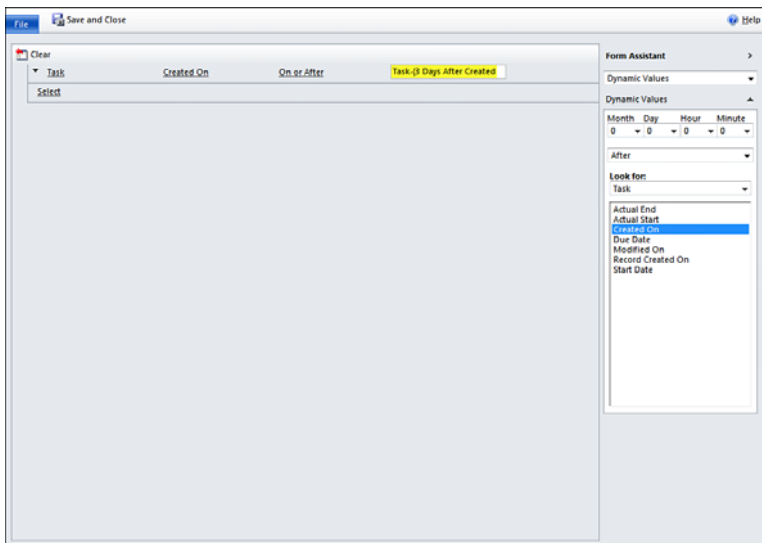 File Save and Close Help
Clear
Task Created On On or After Task-(3 Days After Created
Select
Form Assistant >
Dynamic Values
Dynamic Values
Month Day Hour Minute
0 0 0 0
After
Look for:
Task
Actual End
Actual Start
Created On
Due Date
Modified On
Record Created On
Start Date